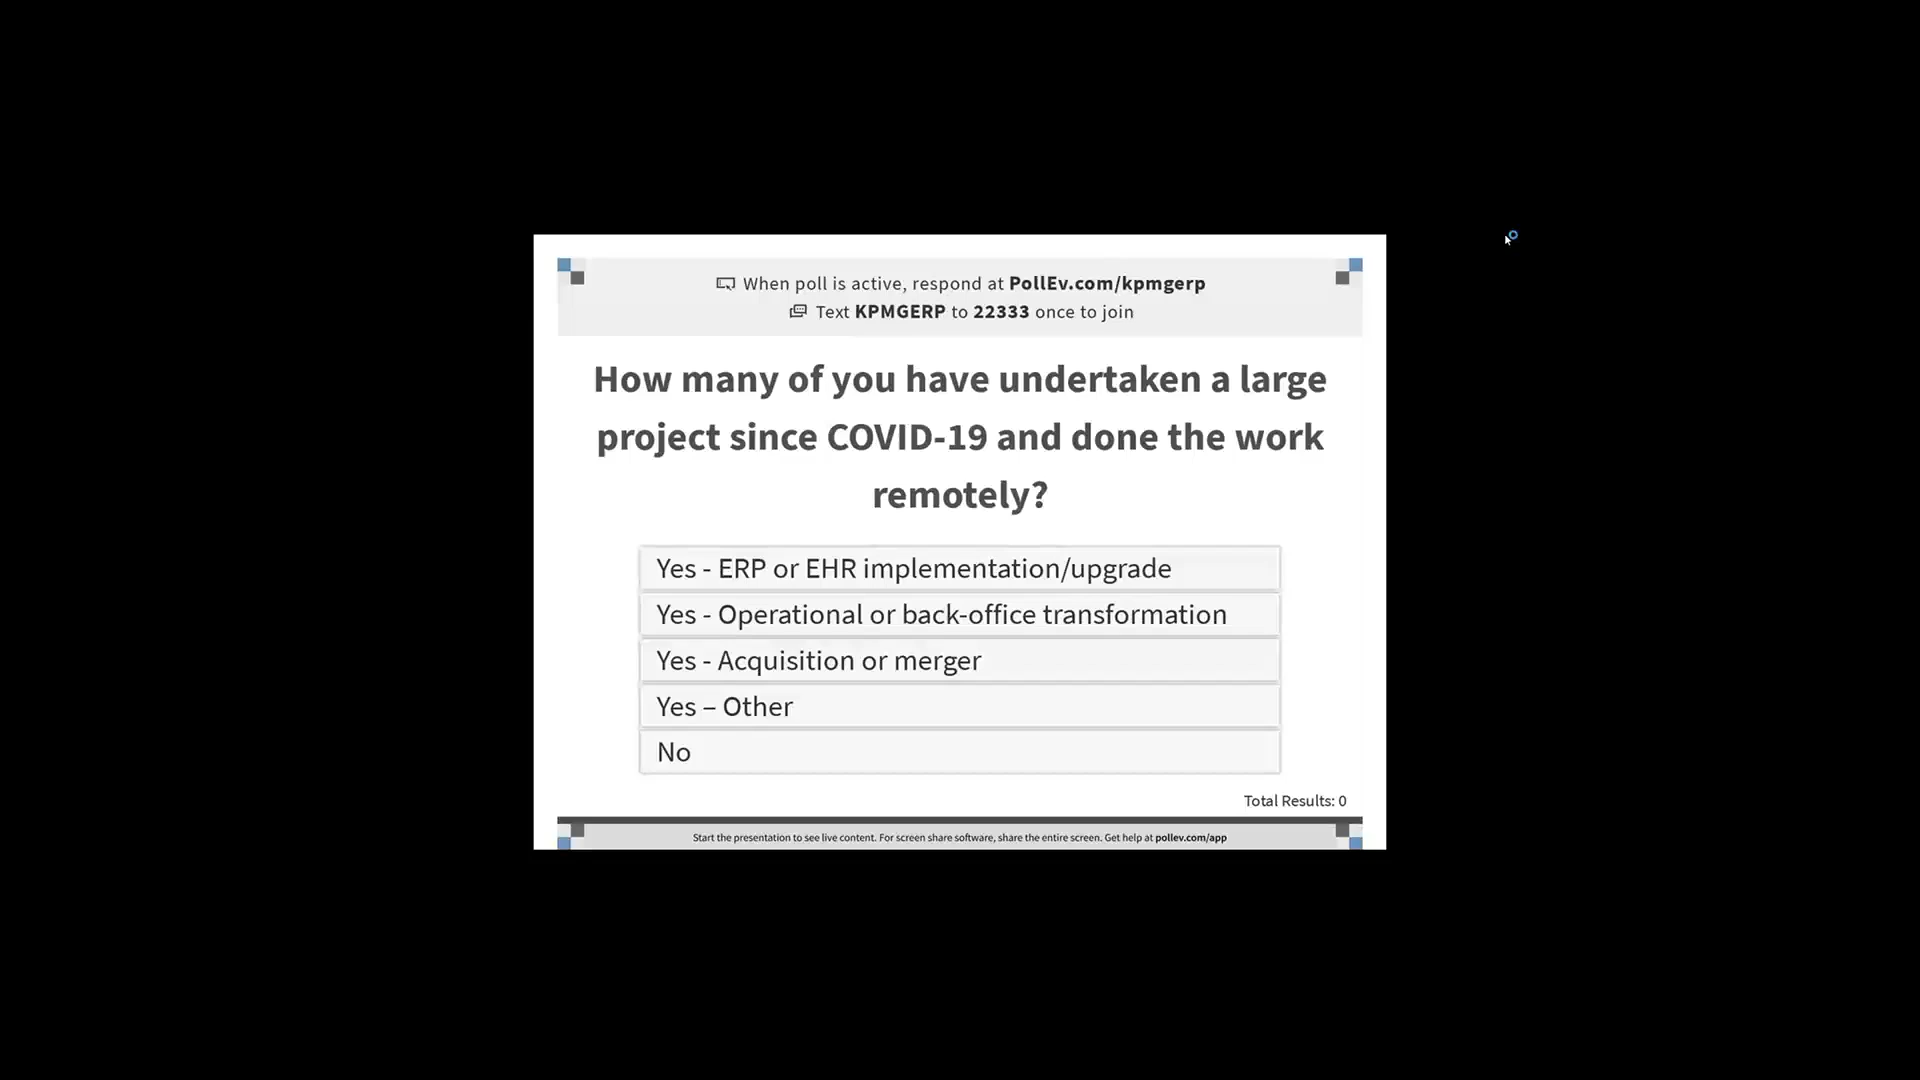 When poll is active, respond at PollEv.com/kpmgerp
Text KPMGERP to 22333 once to join
How many of you have undertaken a large
project since COVID-19 and done the work
remotely?
Yes - ERP or EHR implementation/upgrade
Yes - Operational or back-office transformation
Yes - Acquisition or merger
Yes – Other
No
Total Results: 0
Start the presentation to see live content. For screen share software, share the entire screen. Get help at pollev.com/app